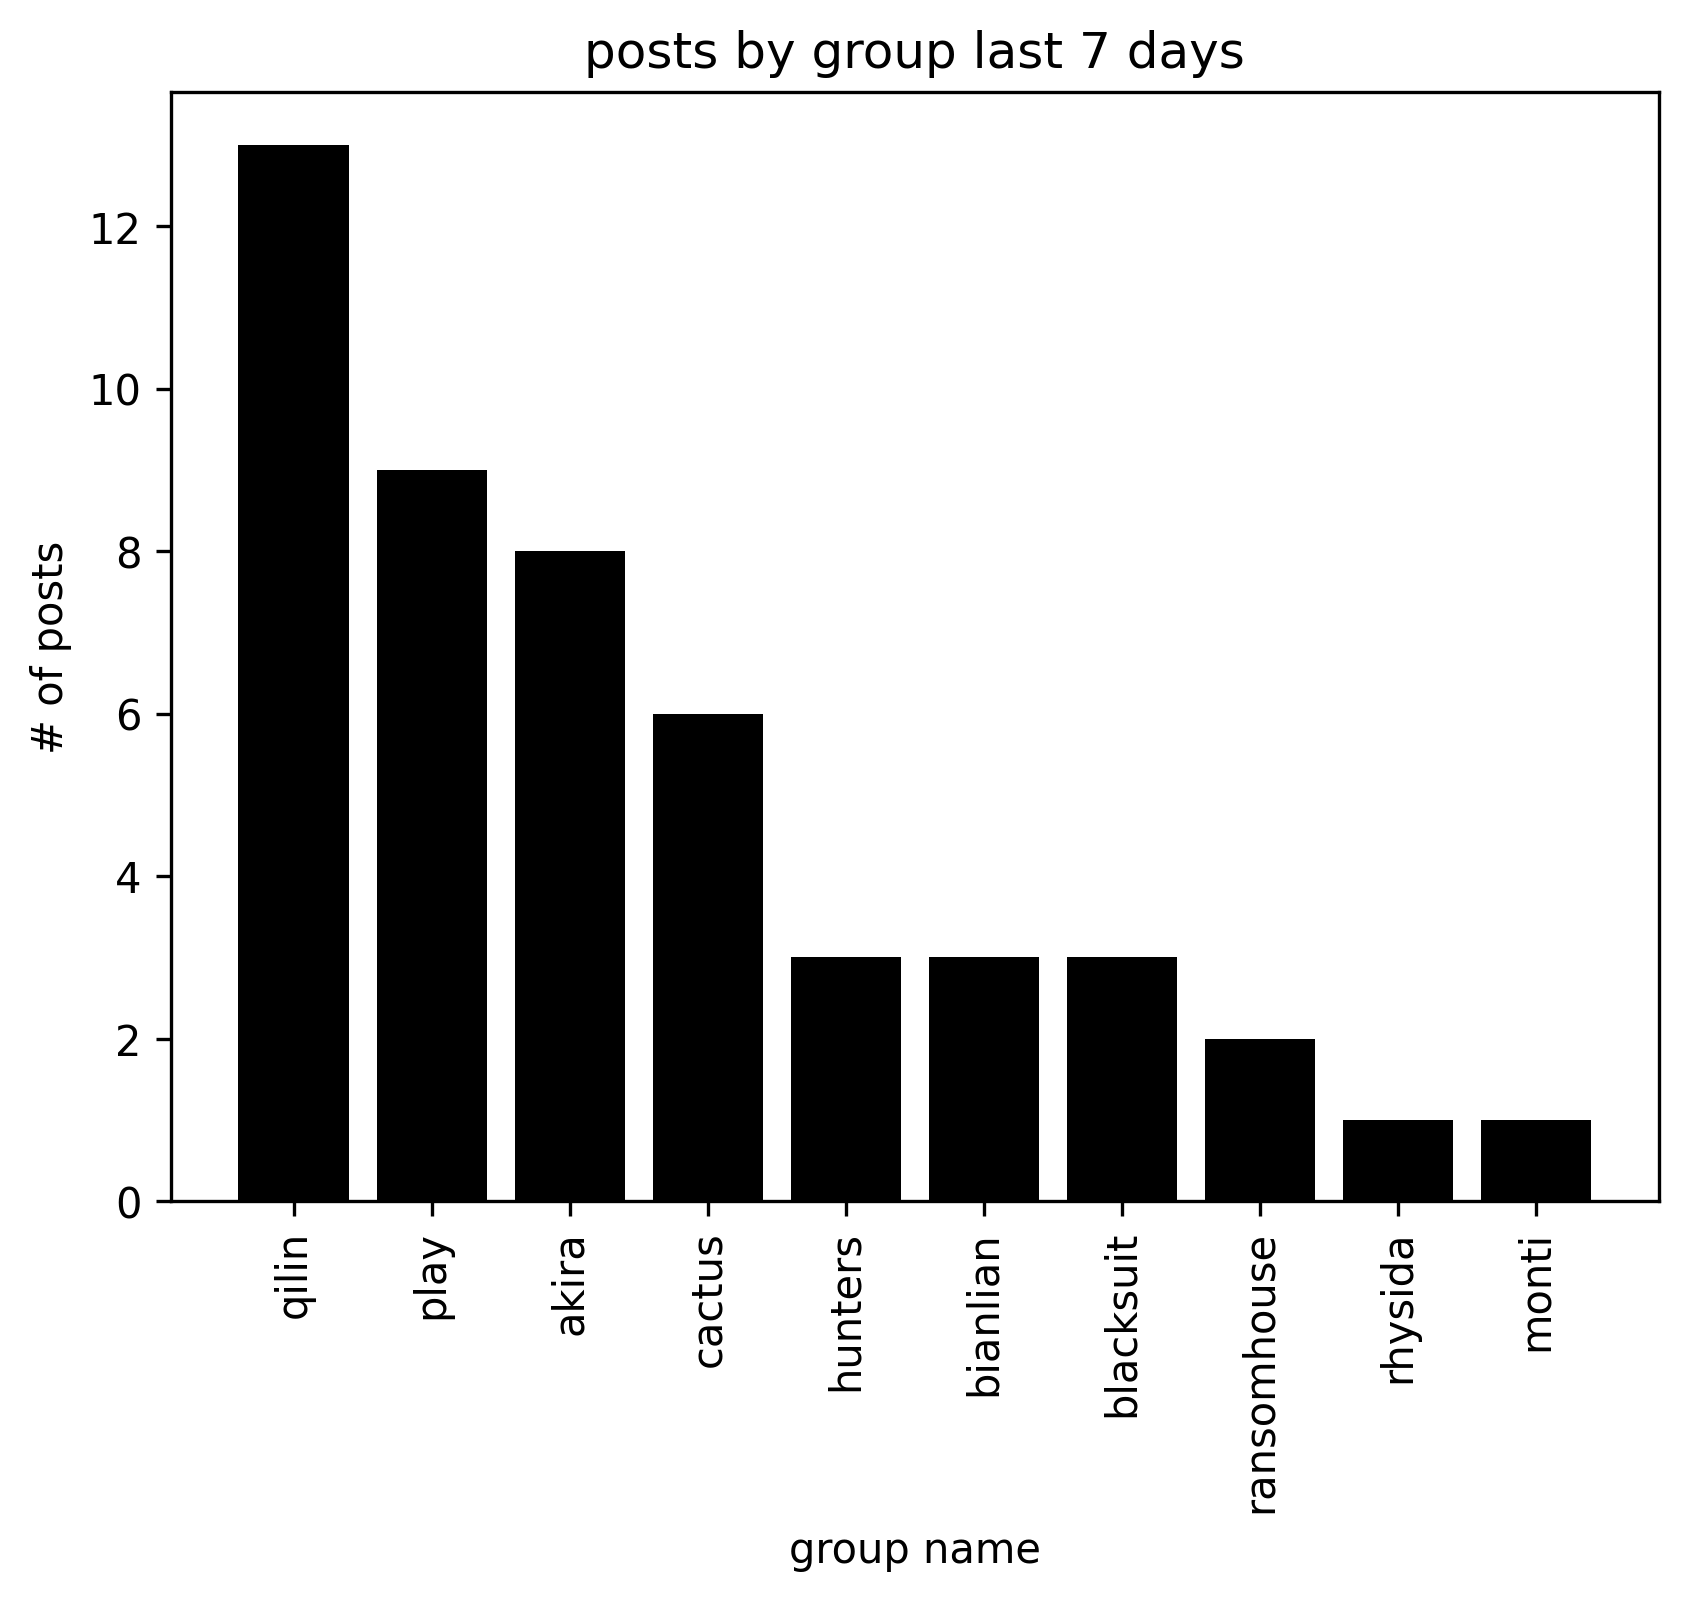 posts by group last 7 days
# of posts
12
10
8
6
4
2
0
qilin
play
akira
cactus
hunters
bianlian
blacksuit
ransomhouse
rhysida
monti
group name